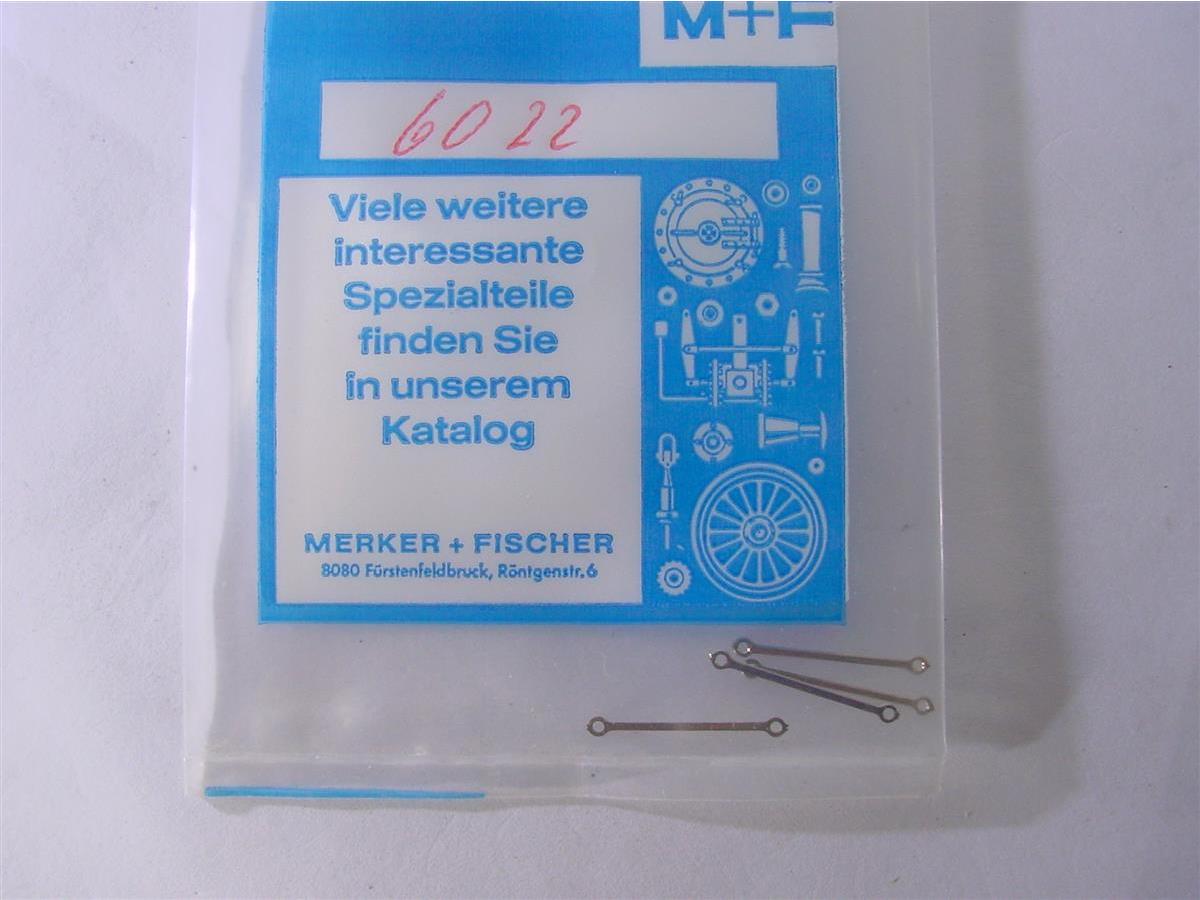 M+F
6022
Viele weitere
interessante
Spezialteile
finden Sie
in unserem
Katalog
MERKER + FISCHER
8080 Fürstenfeldbruck, Röntgenstr. 6